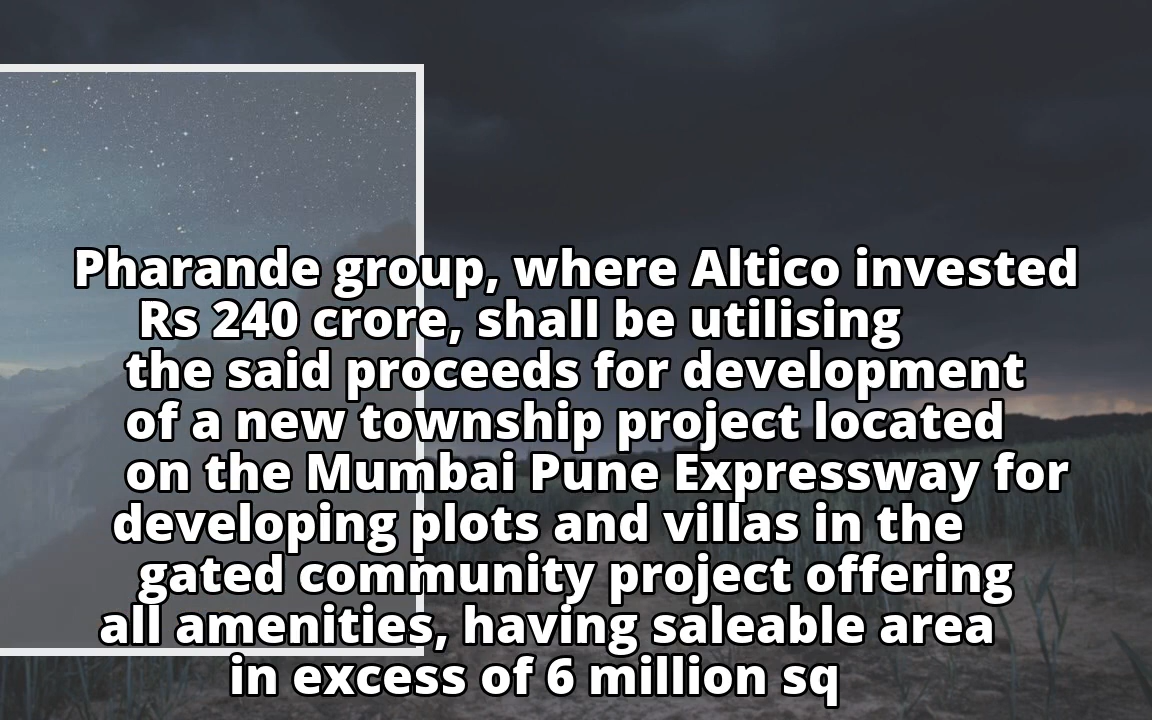 Pharande group, where Altico invested
Rs 240 crore, shall be utilising
the said proceeds for development
of a new township project located
on the Mumbai Pune Expressway for
developing plots and villas in the
gated community project offering
all amenities, having saleable area
in excess of 6 million sq